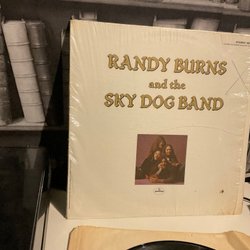 RANDY BURNS
and the
SKY DOG BAND